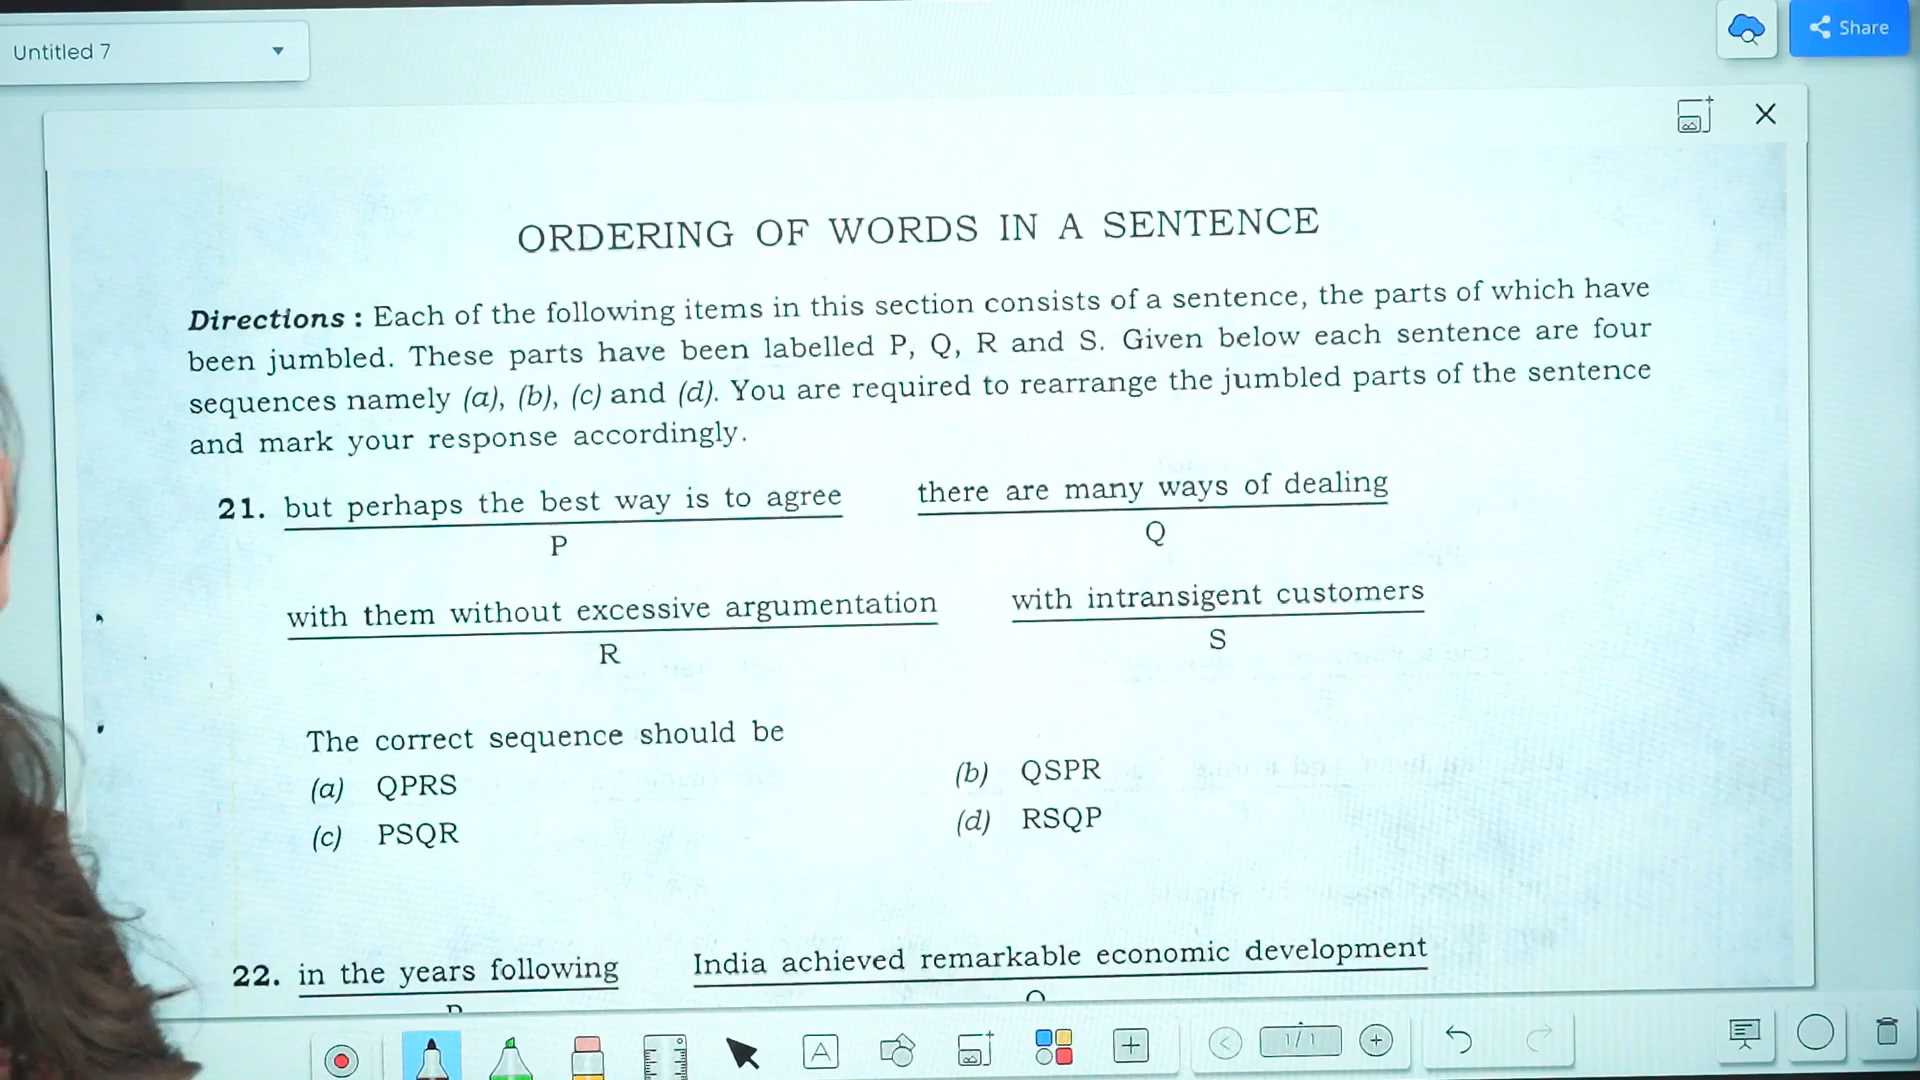 Untitled 7
Share
ORDERING OF WORDS IN A SENTENCE
Directions : Each of the following items in this section consists of a sentence, the parts of which have
been jumbled. These parts have been labelled P, Q, R and S. Given below each sentence are four
sequences namely (a), (b), (c) and (d). You are required to rearrange the jumbled parts of the sentence
and mark your response accordingly.
21. but perhaps the best way is to agree there are many ways of dealing
P Q
with them without excessive argumentation with intransigent customers
R S
The correct sequence should be
(a) QPRS (b) QSPR
(c) PSQR (d) RSQP
22. in the years following India achieved remarkable economic development
A
1/1